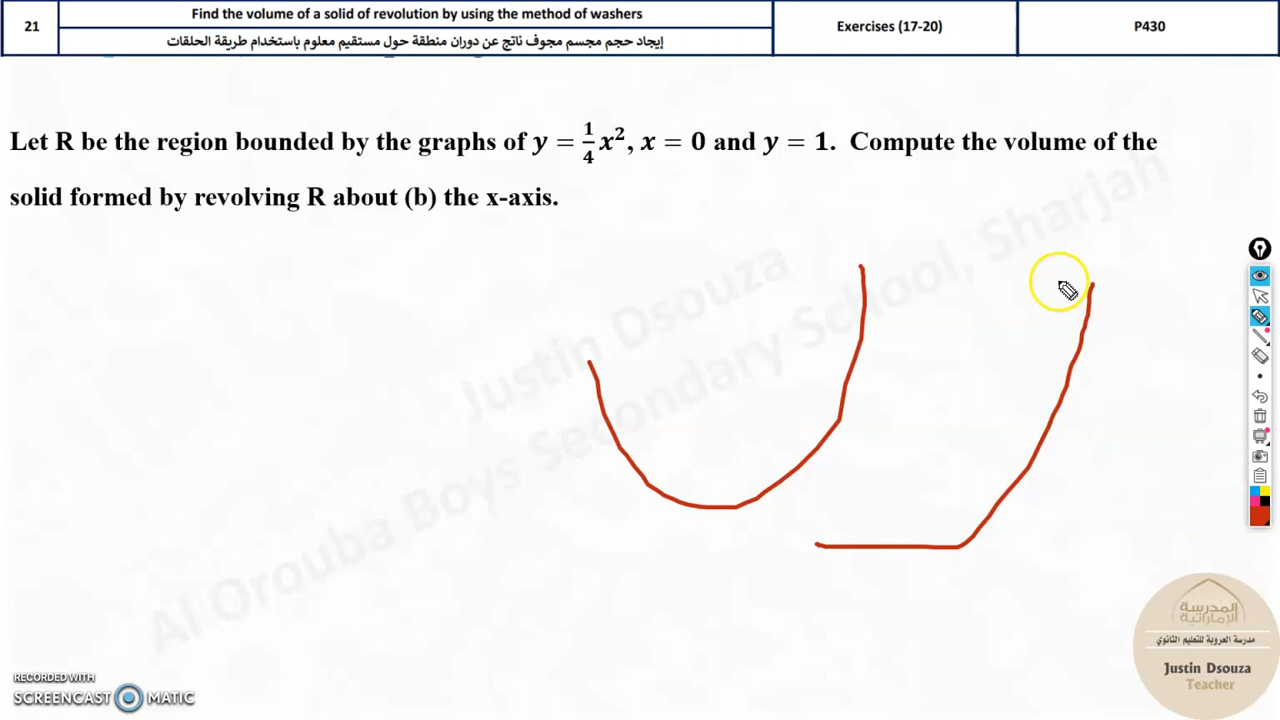 21
Find the volume of a solid of revolution by using the method of washers
إيجاد حجم مجسم مجوف ناتج عن دوران منطقة حول مستقيم معلوم باستخدام طريقة الحلقات
Exercises (17-20)
P430
Let R be the region bounded by the graphs of y = 1/4 x², x = 0 and y = 1. Compute the volume of the
solid formed by revolving R about (b) the x-axis.
Justin Dsouza
Al Orouba Boys Secondary School, Sharjah
المدرسة
الإماراتية
مدرسة العروبة للتعليم الثانوي
Justin Dsouza
Teacher
RECORDED WITH
SCREENCAST MATIC